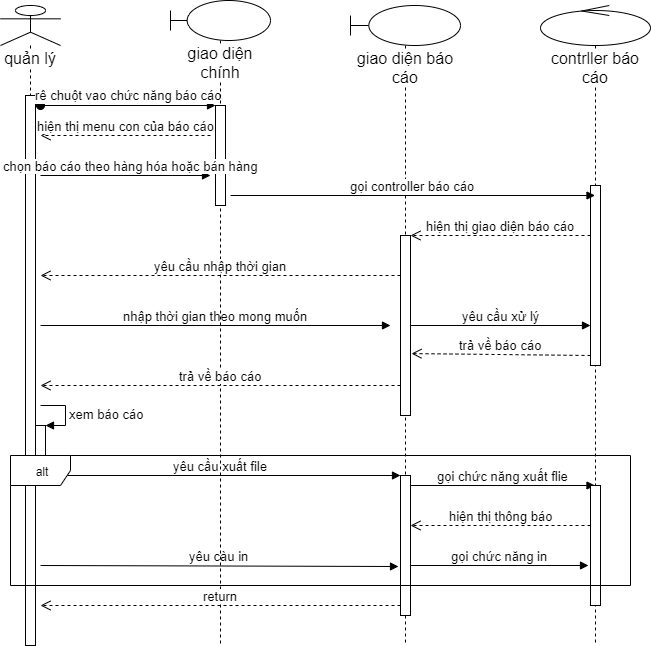 quản lý
giao diện
chính
giao diện báo
cáo
contrller báo
cáo
rê chuột vao chức năng báo cáo
hiện thị menu con của báo cáo
chọn báo cáo theo hàng hóa hoặc bán hàng
gọi controller báo cáo
hiện thị giao diện báo cáo
yêu cầu nhập thời gian
nhập thời gian theo mong muốn
yêu cầu xử lý
trả về báo cáo
trả về báo cáo
xem báo cáo
alt
yêu cầu xuất file
gọi chức năng xuất flie
hiện thị thông báo
yêu cầu in
gọi chức năng in
return